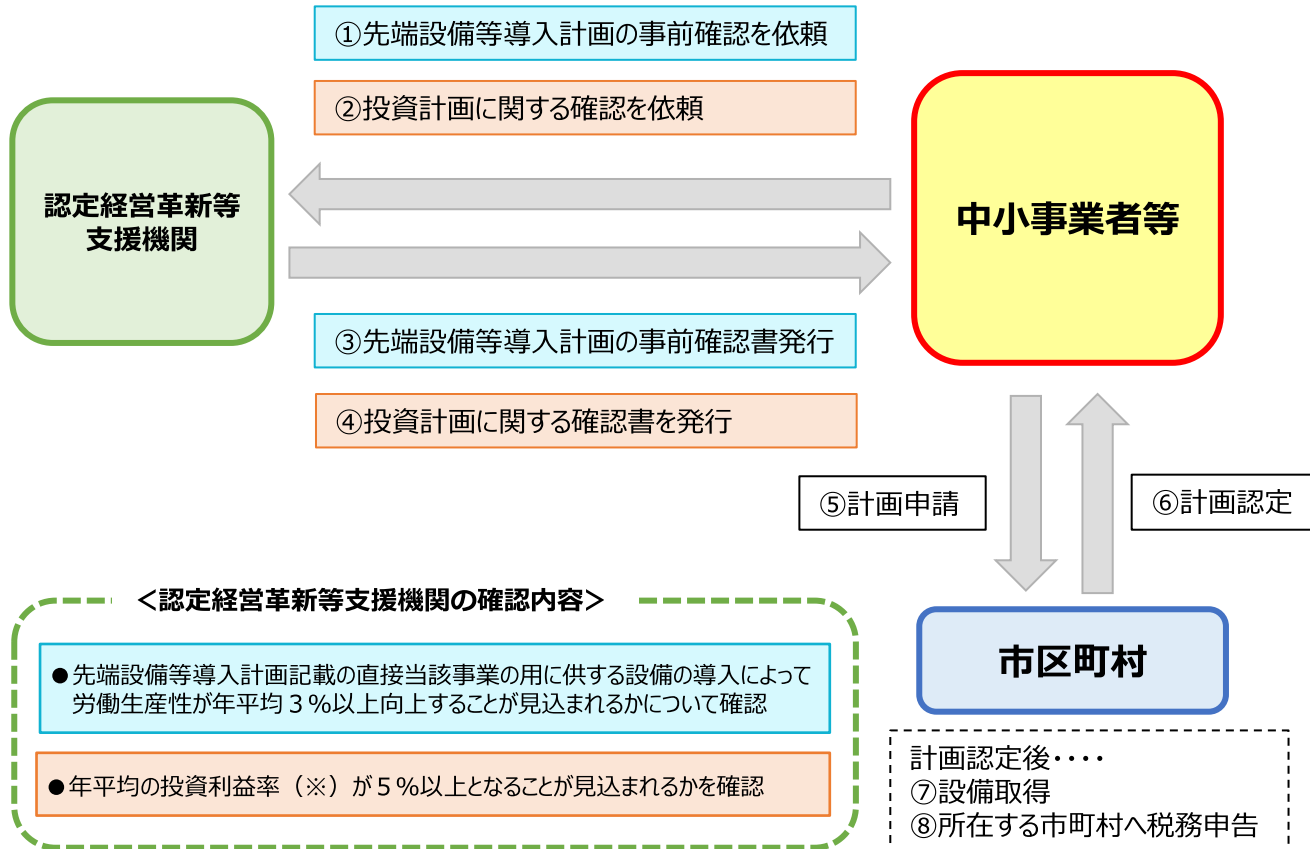 ①先端設備等導入計画の事前確認を依頼
②投資計画に関する確認を依頼
認定経営革新等
支援機関
中小事業者等
③先端設備等導入計画の事前確認書発行
④投資計画に関する確認書を発行
⑤計画申請
⑥計画認定
＜認定経営革新等支援機関の確認内容＞
●先端設備等導入計画記載の直接当該事業の用に供する設備の導入によって
労働生産性が年平均３％以上向上することが見込まれるかについて確認
●年平均の投資利益率（※）が５％以上となることが見込まれるかを確認
市区町村
計画認定後・・・・
⑦設備取得
⑧所在する市町村へ税務申告